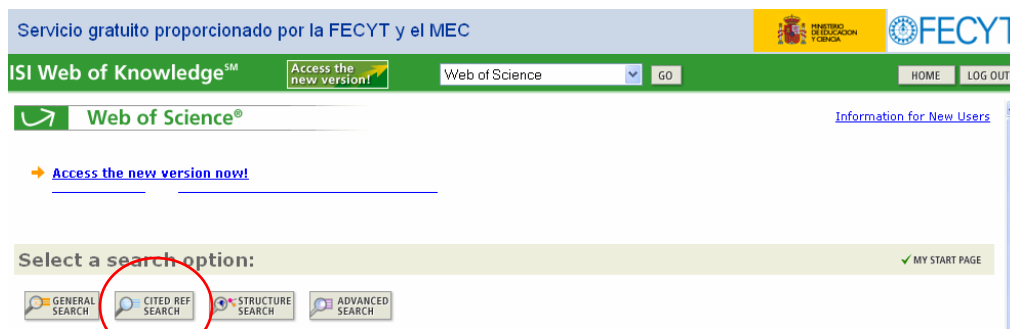 Servicio gratuito proporcionado por la FECYT y el MEC
MINISTERIO DE EDUCACION Y CIENCIA
FECYT
ISI Web of Knowledge℠
Access the new version!
Web of Science
GO
HOME
LOG OUT
Web of Science®
Information for New Users
Access the new version now!
Select a search option:
MY START PAGE
GENERAL SEARCH
CITED REF SEARCH
STRUCTURE SEARCH
ADVANCED SEARCH